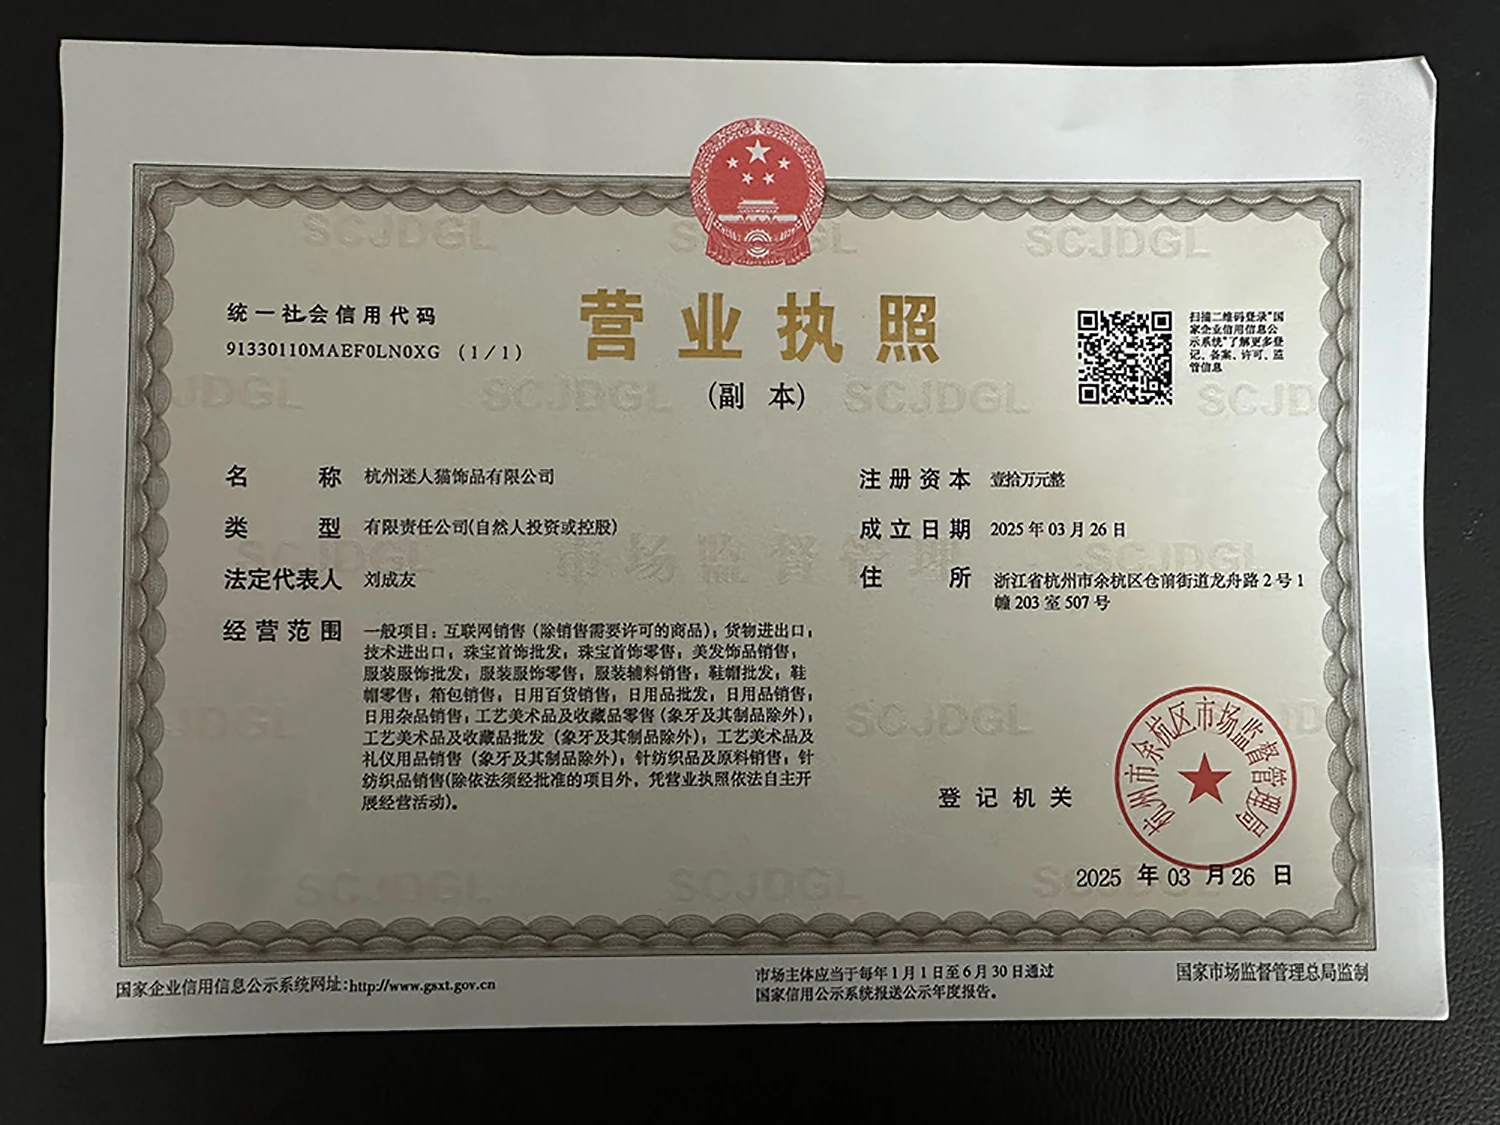 统一社会信用代码
91330110MAEF0LN0XG (1/1)
营业执照
(副 本)
扫描二维码登录"国
家企业信用信息公
示系统"了解更多登
记、备案、许可、监
管信息
名 称 杭州迷人猫饰品有限公司
类 型 有限责任公司(自然人投资或控股)
法定代表人 刘成友
经营范围 一般项目：互联网销售（除销售需要许可的商品）；货物进出口；
技术进出口；珠宝首饰批发；珠宝首饰零售；美发饰品销售；
服装服饰批发；服装服饰零售；服装辅料销售；鞋帽批发；鞋
帽零售；箱包销售；日用百货销售；日用品批发；日用品销售；
日用杂品销售；工艺美术品及收藏品零售（象牙及其制品除外）；
工艺美术品及收藏品批发（象牙及其制品除外）；工艺美术品及
礼仪用品销售（象牙及其制品除外）；针纺织品及原料销售；针
纺织品销售(除依法须经批准的项目外，凭营业执照依法自主开
展经营活动)。
注册资本 壹拾万元整
成立日期 2025 年 03 月 26 日
住 所 浙江省杭州市余杭区仓前街道龙舟路 2 号 1
幢 203 室 507 号
登记机关
杭州市余杭区市场监督管理局
2025 年 03 月 26 日
国家企业信用信息公示系统网址:http://www.gsxt.gov.cn
市场主体应当于每年 1 月 1 日至 6 月 30 日通过
国家信用公示系统报送公示年度报告。
国家市场监督管理总局监制
SCJDGL
市场监督管理